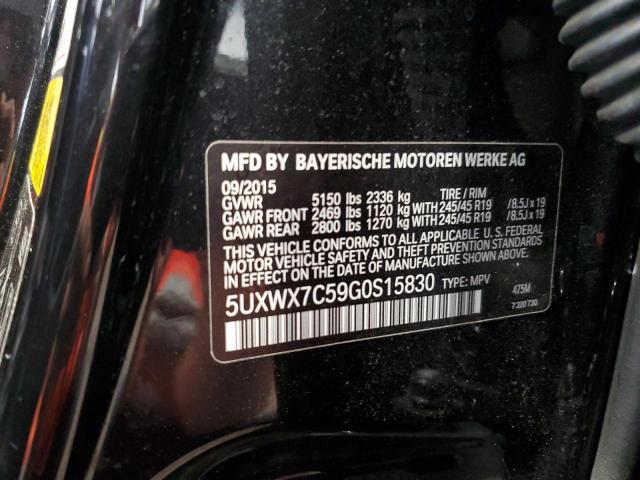 MFD BY BAYERISCHE MOTOREN WERKE AG
09/2015
GVWR 5150 lbs 2336 kg TIRE / RIM
GAWR FRONT 2469 lbs 1120 kg WITH 245/45 R19 / 8.5J x 19
GAWR REAR 2800 lbs 1270 kg WITH 245/45 R19 / 8.5J x 19
THIS VEHICLE CONFORMS TO ALL APPLICABLE U. S. FEDERAL
MOTOR VEHICLE SAFETY AND THEFT PREVENTION STANDARDS
IN EFFECT ON THE DATE OF MANUFACTURE SHOWN ABOVE.
5UXWX7C59G0S15830 TYPE: MPV 475M
7 320 730